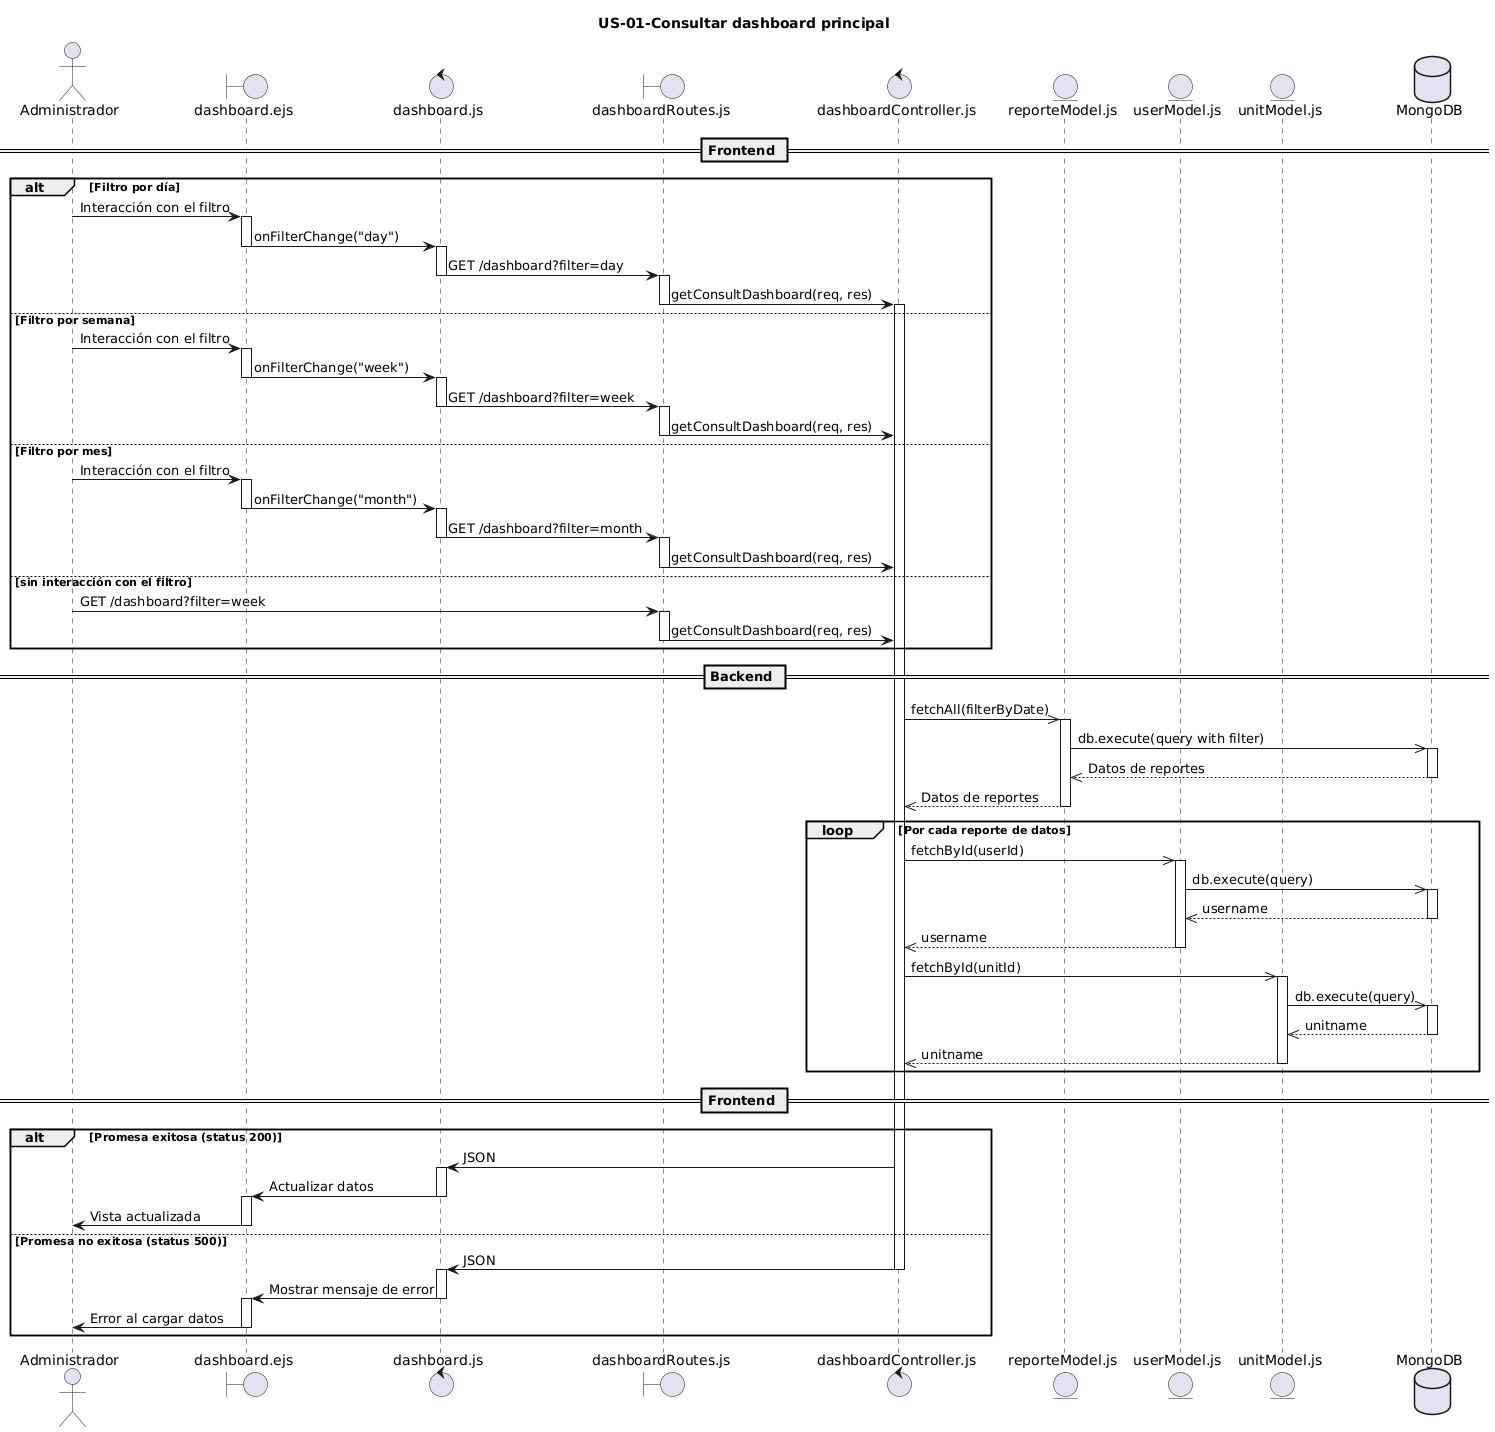 US-01-Consultar dashboard principal
Administrador
dashboard.ejs
dashboard.js
dashboardRoutes.js
dashboardController.js
reporteModel.js
userModel.js
unitModel.js
MongoDB
Frontend
alt
[Filtro por día]
Interacción con el filtro
onFilterChange("day")
GET /dashboard?filter=day
getConsultDashboard(req, res)
[Filtro por semana]
Interacción con el filtro
onFilterChange("week")
GET /dashboard?filter=week
getConsultDashboard(req, res)
[Filtro por mes]
Interacción con el filtro
onFilterChange("month")
GET /dashboard?filter=month
getConsultDashboard(req, res)
[sin interacción con el filtro]
GET /dashboard?filter=week
getConsultDashboard(req, res)
Backend
fetchAll(filterByDate)
db.execute(query with filter)
Datos de reportes
Datos de reportes
loop
[Por cada reporte de datos]
fetchById(userId)
db.execute(query)
username
username
fetchById(unitId)
db.execute(query)
unitname
unitname
Frontend
alt
[Promesa exitosa (status 200)]
JSON
Actualizar datos
Vista actualizada
[Promesa no exitosa (status 500)]
JSON
Mostrar mensaje de error
Error al cargar datos
Administrador
dashboard.ejs
dashboard.js
dashboardRoutes.js
dashboardController.js
reporteModel.js
userModel.js
unitModel.js
MongoDB